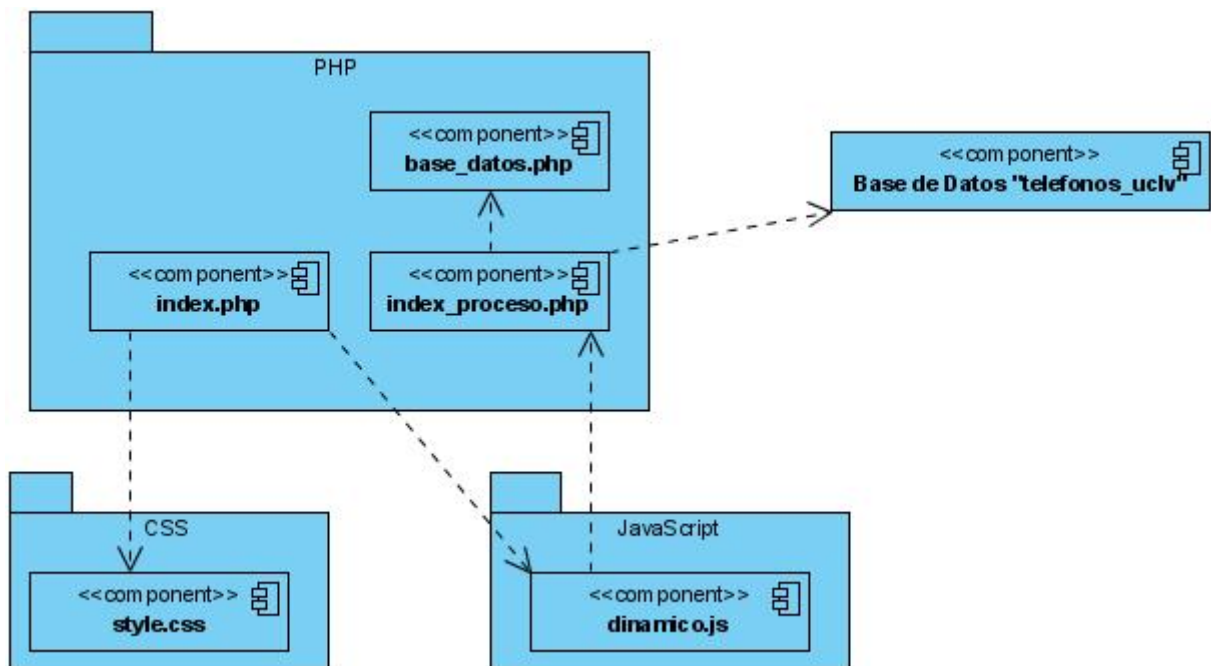 PHP
<<component>>
base_datos.php
<<component>>
Base de Datos "telefonos_uclv"
<<component>>
index.php
<<component>>
index_proceso.php
CSS
<<component>>
style.css
JavaScript
<<component>>
dinamico.js